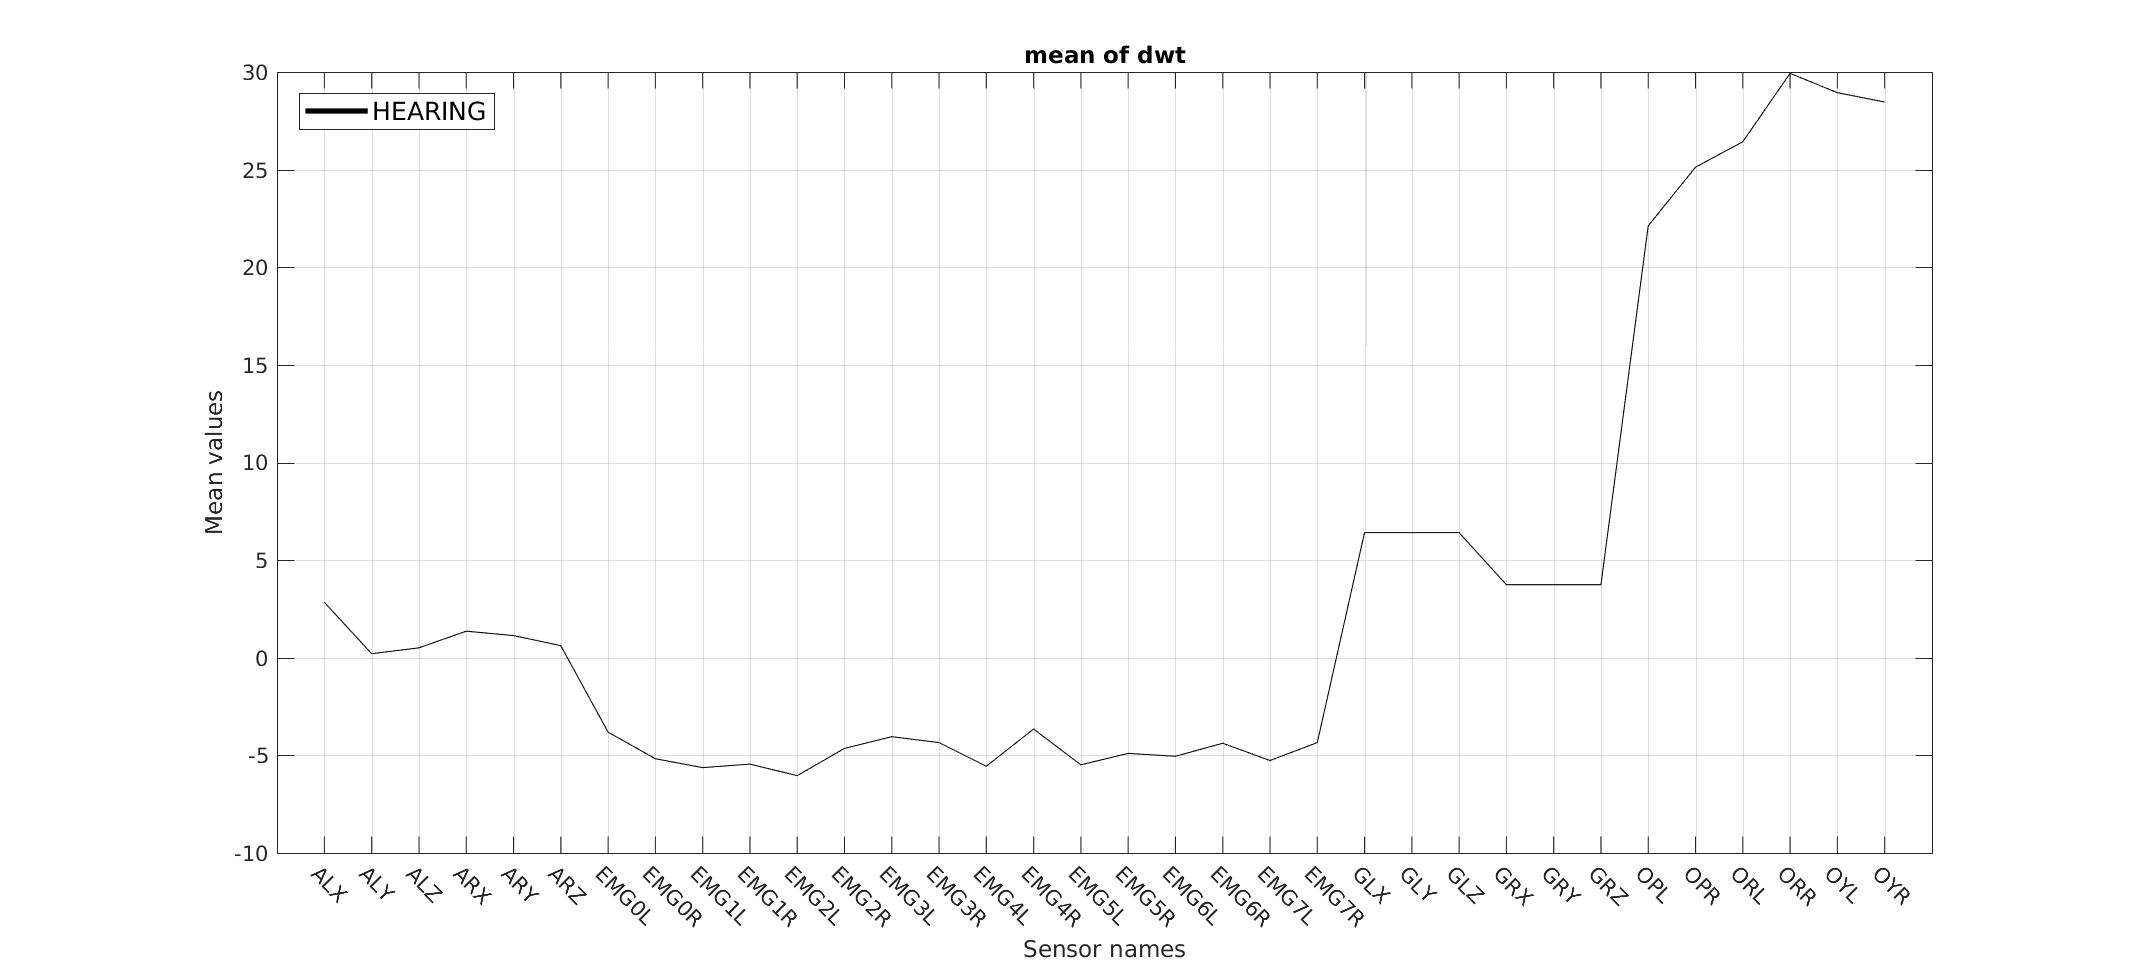 mean of dwt
HEARING
30
25
20
15
10
5
0
-5
-10
Mean values
ALX
ALY
ALZ
ARX
ARY
ARZ
EMG0L
EMG0R
EMG1L
EMG1R
EMG2L
EMG2R
EMG3L
EMG3R
EMG4L
EMG4R
EMG5L
EMG5R
EMG6L
EMG6R
EMG7L
EMG7R
GLX
GLY
GLZ
GRX
GRY
GRZ
OPL
OPR
ORL
ORR
OYL
OYR
Sensor names